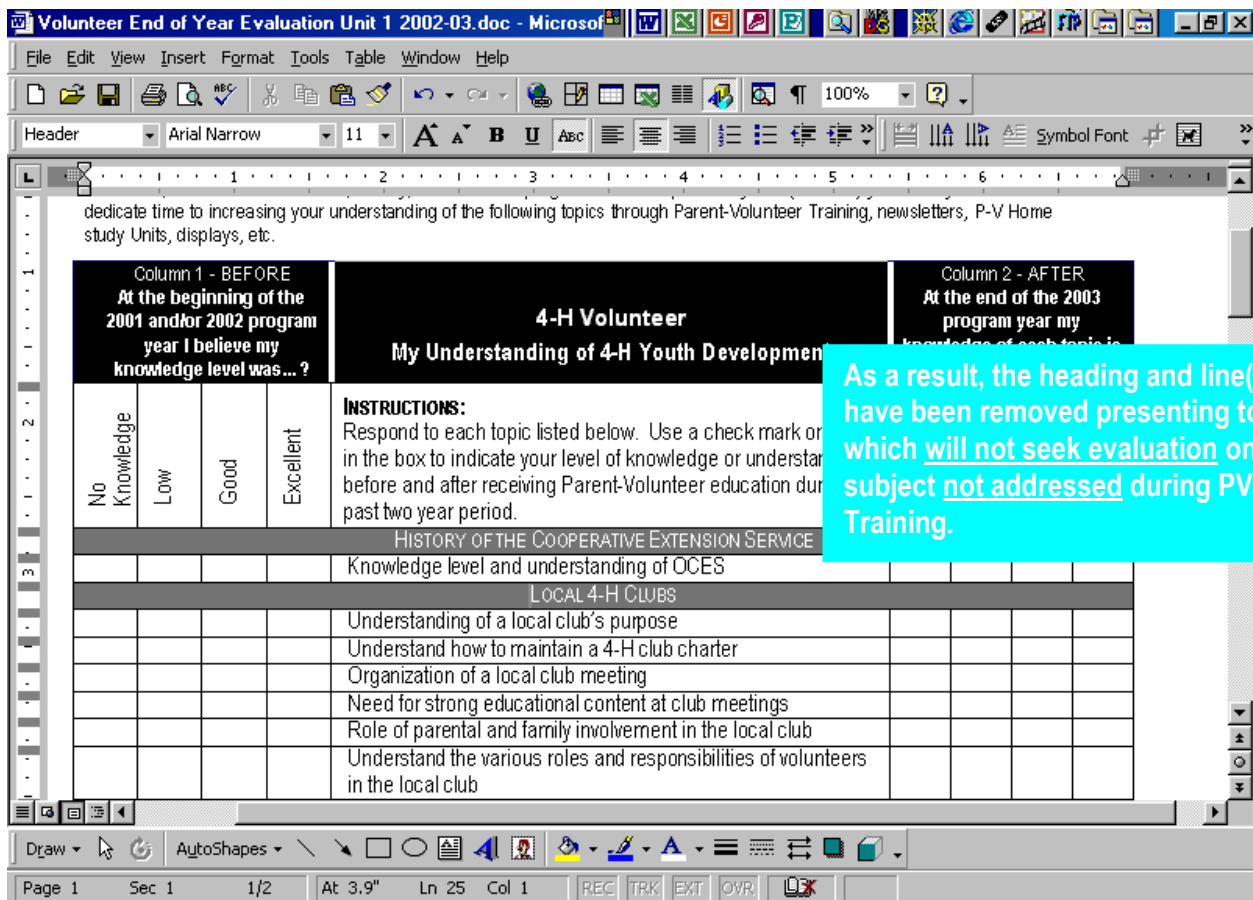 Volunteer End of Year Evaluation Unit 1 2002-03.doc - Microsof
File Edit View Insert Format Tools Table Window Help
100%
Header Arial Narrow 11 A A B U ABC Symbol Font
1 2 3 4 5 6
dedicate time to increasing your understanding of the following topics through Parent-Volunteer Training, newsletters, P-V Home
study Units, displays, etc.
Column 1 - BEFORE
At the beginning of the
2001 and/or 2002 program
year I believe my
knowledge level was... ?
4-H Volunteer
My Understanding of 4-H Youth Development
Column 2 - AFTER
At the end of the 2003
program year my
knowledge of each topic is
No
Knowledge
Low
Good
Excellent
INSTRUCTIONS:
Respond to each topic listed below. Use a check mark or
in the box to indicate your level of knowledge or understan
before and after receiving Parent-Volunteer education dur
past two year period.
As a result, the heading and line(
have been removed presenting to
which will not seek evaluation on
subject not addressed during PV
Training.
HISTORY OF THE COOPERATIVE EXTENSION SERVICE
Knowledge level and understanding of OCES
LOCAL 4-H CLUBS
Understanding of a local club's purpose
Understand how to maintain a 4-H club charter
Organization of a local club meeting
Need for strong educational content at club meetings
Role of parental and family involvement in the local club
Understand the various roles and responsibilities of volunteers
in the local club
Draw AutoShapes
Page 1 Sec 1 1/2 At 3.9" Ln 25 Col 1 REC TRK EXT OVR